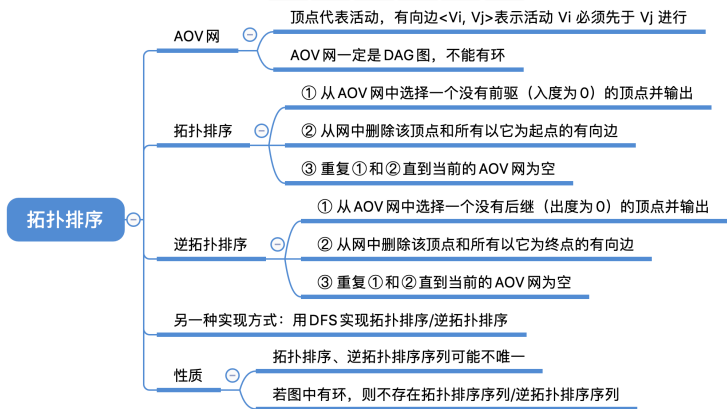 拓扑排序
AOV网
顶点代表活动，有向边<Vi, Vj>表示活动 Vi 必须先于 Vj 进行
AOV网一定是DAG图，不能有环
拓扑排序
① 从AOV网中选择一个没有前驱（入度为0）的顶点并输出
② 从网中删除该顶点和所有以它为起点的有向边
③ 重复①和②直到当前的AOV网为空
逆拓扑排序
① 从AOV网中选择一个没有后继（出度为0）的顶点并输出
② 从网中删除该顶点和所有以它为终点的有向边
③ 重复①和②直到当前的AOV网为空
另一种实现方式：用DFS实现拓扑排序/逆拓扑排序
性质
拓扑排序、逆拓扑排序序列可能不唯一
若图中有环，则不存在拓扑排序序列/逆拓扑排序序列